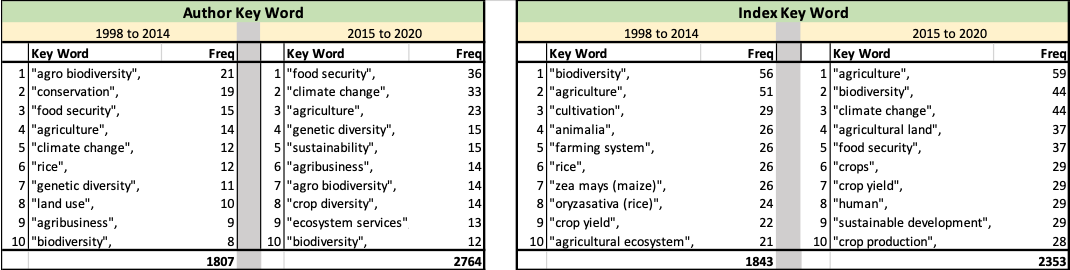 Author Key Word Index Key Word
1998 to 2014 2015 to 2020 1998 to 2014 2015 to 2020
Key Word Freq Key Word Freq Key Word Freq Key Word Freq
1 "agro biodiversity", 21 1 "food security", 36 1 "biodiversity", 56 1 "agriculture", 59
2 "conservation", 19 2 "climate change", 33 2 "agriculture", 51 2 "biodiversity", 44
3 "food security", 15 3 "agriculture", 23 3 "cultivation", 29 3 "climate change", 44
4 "agriculture", 14 4 "genetic diversity", 15 4 "animalia", 26 4 "agricultural land", 37
5 "climate change", 12 5 "sustainability", 15 5 "farming system", 26 5 "food security", 37
6 "rice", 12 6 "agribusiness", 14 6 "rice", 26 6 "crops", 29
7 "genetic diversity", 11 7 "agro biodiversity", 14 7 "zea mays (maize)", 26 7 "crop yield", 29
8 "land use", 10 8 "crop diversity", 14 8 "oryzasativa (rice)", 24 8 "human", 29
9 "agribusiness", 9 9 "ecosystem services" 13 9 "crop yield", 22 9 "sustainable development", 29
10 "biodiversity", 8 10 "biodiversity", 12 10 "agricultural ecosystem", 21 10 "crop production", 28
1807 2764 1843 2353